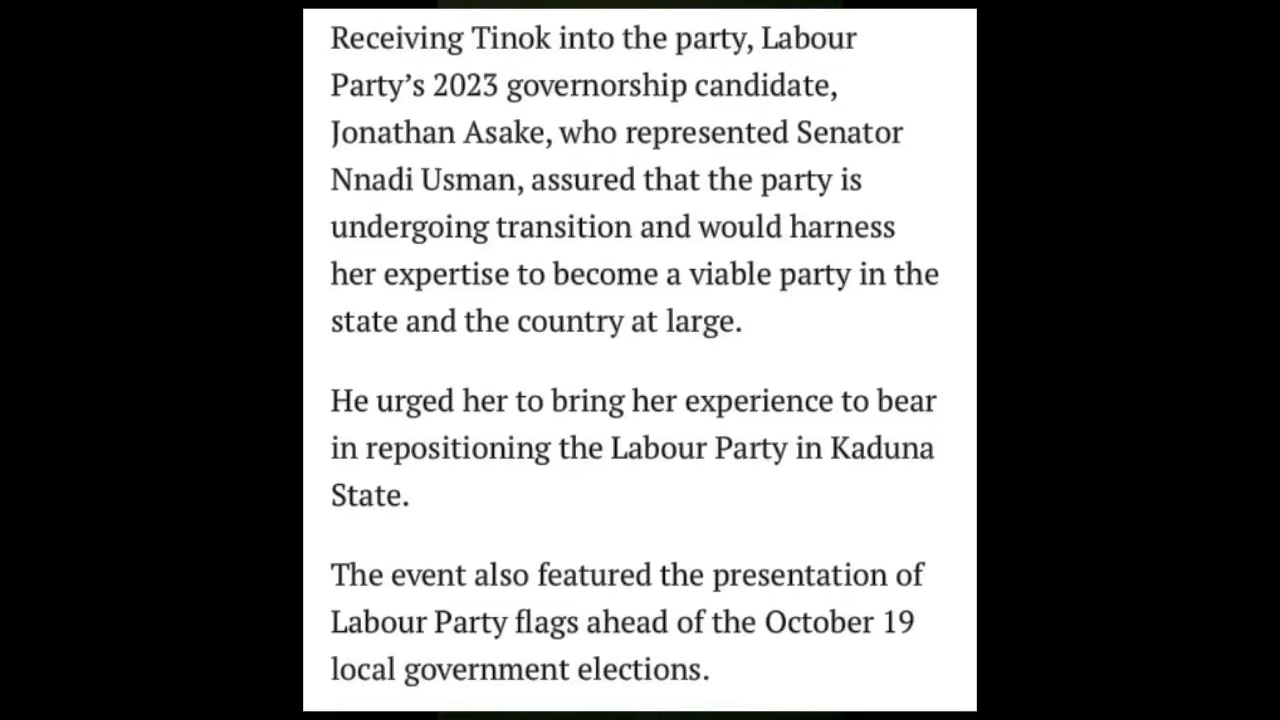 Receiving Tinok into the party, Labour
Party’s 2023 governorship candidate,
Jonathan Asake, who represented Senator
Nnadi Usman, assured that the party is
undergoing transition and would harness
her expertise to become a viable party in the
state and the country at large.
He urged her to bring her experience to bear
in repositioning the Labour Party in Kaduna
State.
The event also featured the presentation of
Labour Party flags ahead of the October 19
local government elections.